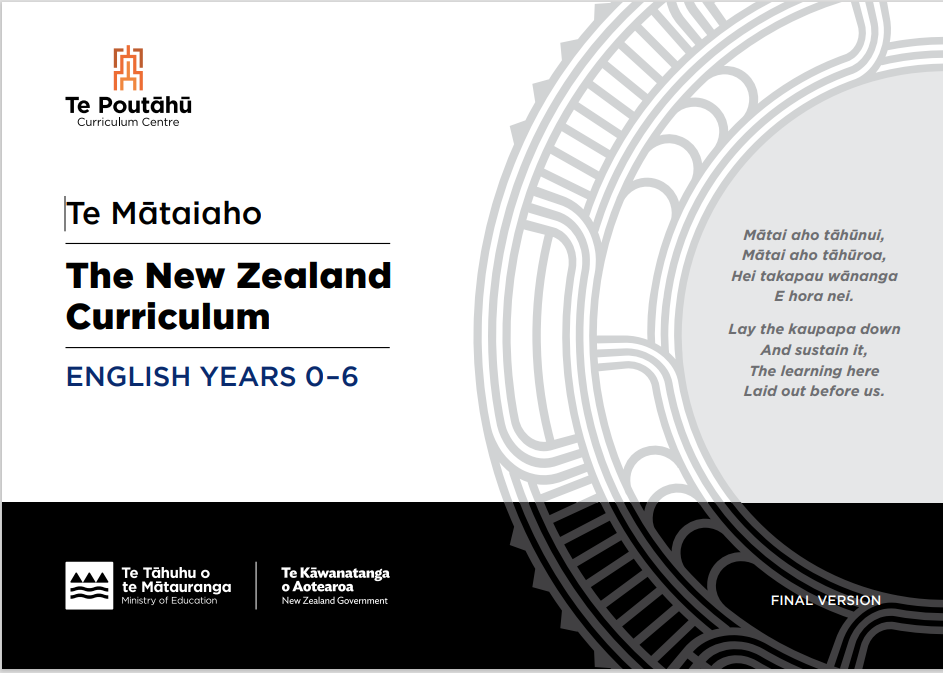 Te Poutāhū
Curriculum Centre
Te Mātaiaho
The New Zealand
Curriculum
ENGLISH YEARS 0–6
Mātai aho tāhūnui,
Mātai aho tāhūroa,
Hei takapau wānanga
E hora nei.
Lay the kaupapa down
And sustain it,
The learning here
Laid out before us.
Te Tāhuhu o
te Mātauranga
Ministry of Education
Te Kāwanatanga
o Aotearoa
New Zealand Government
FINAL VERSION